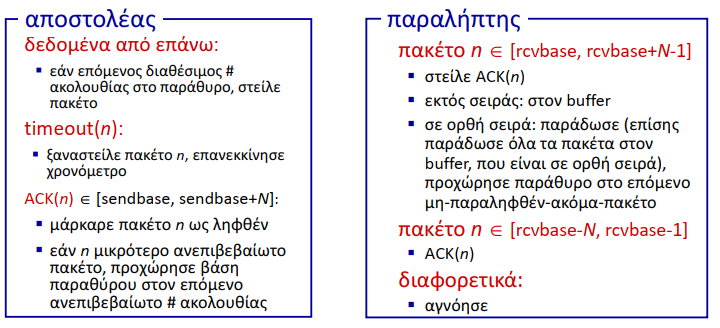 αποστολέας
δεδομένα από επάνω:
▪ εάν επόμενος διαθέσιμος #
ακολουθίας στο παράθυρο, στείλε
πακέτο
timeout(n):
▪ ξαναστείλε πακέτο n, επανεκκίνησε
χρονόμετρο
ACK(n) ∈ [sendbase, sendbase+N]:
▪ μάρκαρε πακέτο n ως ληφθέν
▪ εάν n μικρότερο ανεπιβεβαίωτο
πακέτο, προχώρησε βάση
παραθύρου στον επόμενο
ανεπιβεβαίωτο # ακολουθίας
παραλήπτης
πακέτο n ∈ [rcvbase, rcvbase+N-1]
▪ στείλε ACK(n)
▪ εκτός σειράς: στον buffer
▪ σε ορθή σειρά: παράδωσε (επίσης
παράδωσε όλα τα πακέτα στον
buffer, που είναι σε ορθή σειρά),
προχώρησε παράθυρο στο επόμενο
μη-παραληφθέν-ακόμα-πακέτο
πακέτο n ∈ [rcvbase-N, rcvbase-1]
▪ ACK(n)
διαφορετικά:
▪ αγνόησε